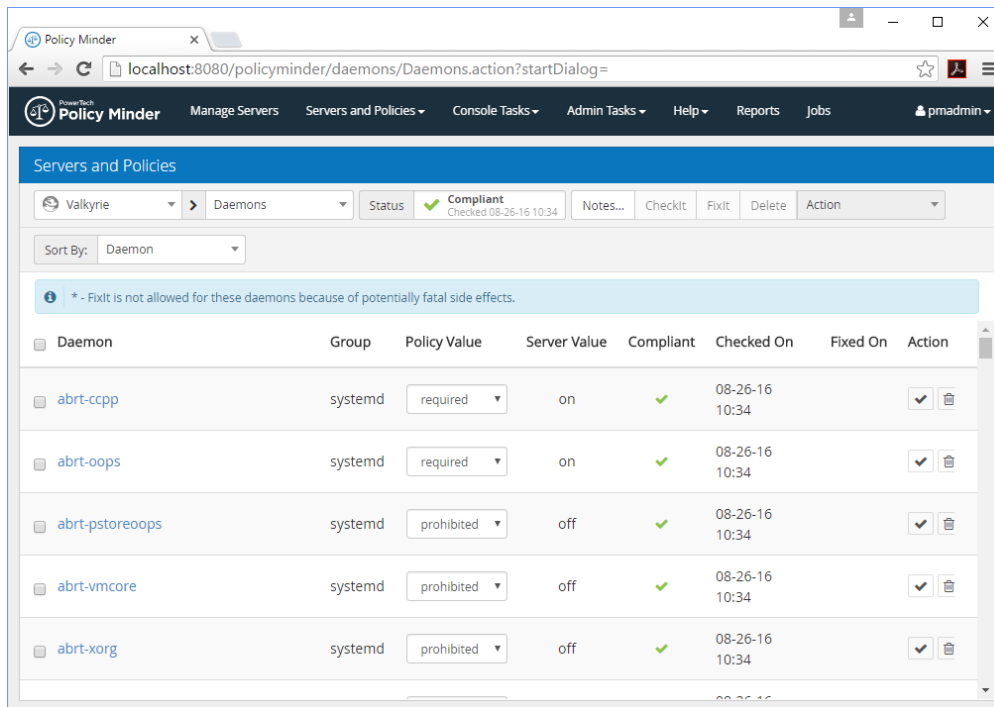 Policy Minder
localhost:8080/policyminder/daemons/Daemons.action?startDialog=
PowerTech
Policy Minder Manage Servers Servers and Policies Console Tasks Admin Tasks Help Reports Jobs pmadmin
Servers and Policies
Valkyrie Daemons Status Compliant Notes... CheckIt FixIt Delete Action
Checked 08-26-16 10:34
Sort By: Daemon
* - FixIt is not allowed for these daemons because of potentially fatal side effects.
Daemon Group Policy Value Server Value Compliant Checked On Fixed On Action
abrt-ccpp systemd required on 08-26-16
10:34
abrt-oops systemd required on 08-26-16
10:34
abrt-pstoreoops systemd prohibited off 08-26-16
10:34
abrt-vmcore systemd prohibited off 08-26-16
10:34
abrt-xorg systemd prohibited off 08-26-16
10:34